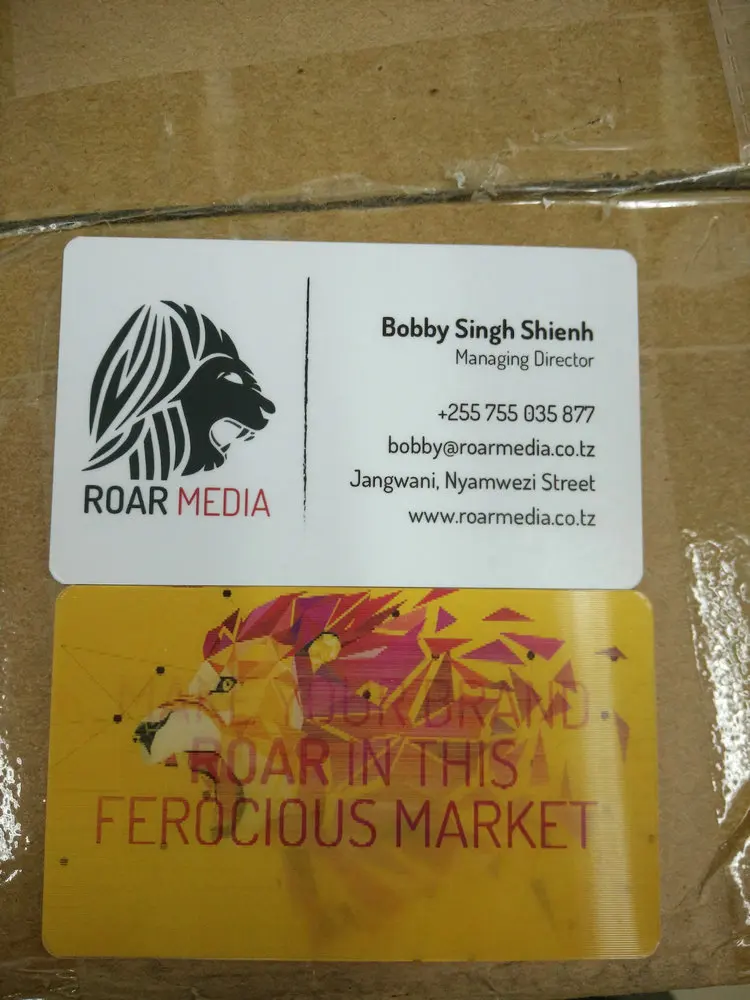 ROAR MEDIA
Bobby Singh Shienh
Managing Director
+255 755 035 877
bobby@roarmedia.co.tz
Jangwani, Nyamwezi Street
www.roarmedia.co.tz
MAKE YOUR BRAND
ROAR IN THIS
FEROCIOUS MARKET